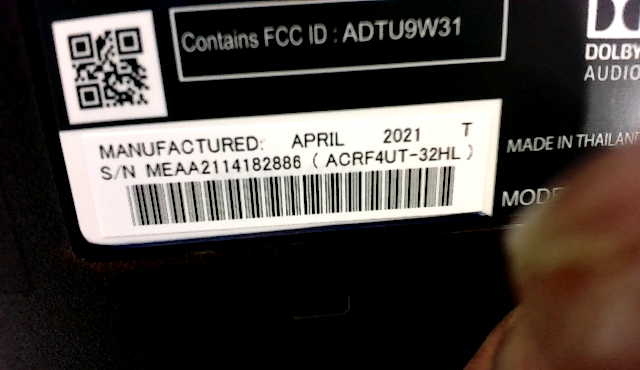 Contains FCC ID : ADTU9W31
DOLBY
AUDIO
MANUFACTURED: APRIL 2021 T
S/N MEAA2114182886 ( ACRF4UT-32HL )
MADE IN THAILAND